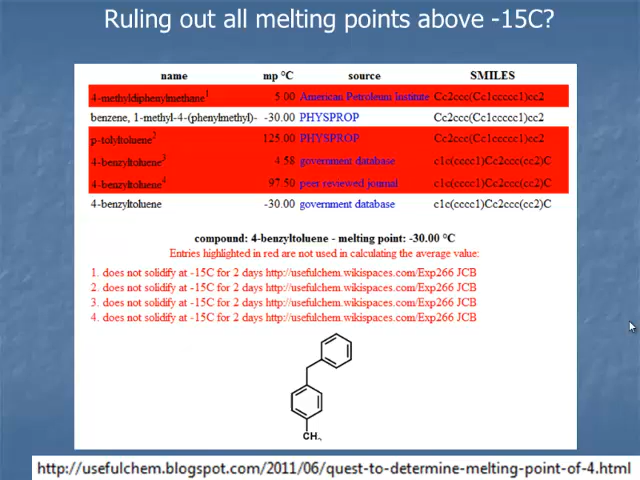 Ruling out all melting points above -15C?
name mp °C source SMILES
4-methyldiphenylmethane1 5.00 American Petroleum Institute Cc2ccc(Cc1ccccc1)cc2
benzene, 1-methyl-4-(phenylmethyl)- -30.00 PHYSPROP Cc2ccc(Cc1ccccc1)cc2
p-tolyltoluene2 125.00 PHYSPROP Cc2ccc(Cc1ccccc1)cc2
4-benzyltoluene3 4.58 government database c1c(cccc1)Cc2ccc(cc2)C
4-benzyltoluene4 97.50 peer reviewed journal c1c(cccc1)Cc2ccc(cc2)C
4-benzyltoluene -30.00 government database c1c(cccc1)Cc2ccc(cc2)C
compound: 4-benzyltoluene - melting point: -30.00 °C
Entries highlighted in red are not used in calculating the average value:
1. does not solidify at -15C for 2 days http://usefulchem.wikispaces.com/Exp266 JCB
2. does not solidify at -15C for 2 days http://usefulchem.wikispaces.com/Exp266 JCB
3. does not solidify at -15C for 2 days http://usefulchem.wikispaces.com/Exp266 JCB
4. does not solidify at -15C for 2 days http://usefulchem.wikispaces.com/Exp266 JCB
CH3
http://usefulchem.blogspot.com/2011/06/quest-to-determine-melting-point-of-4.html